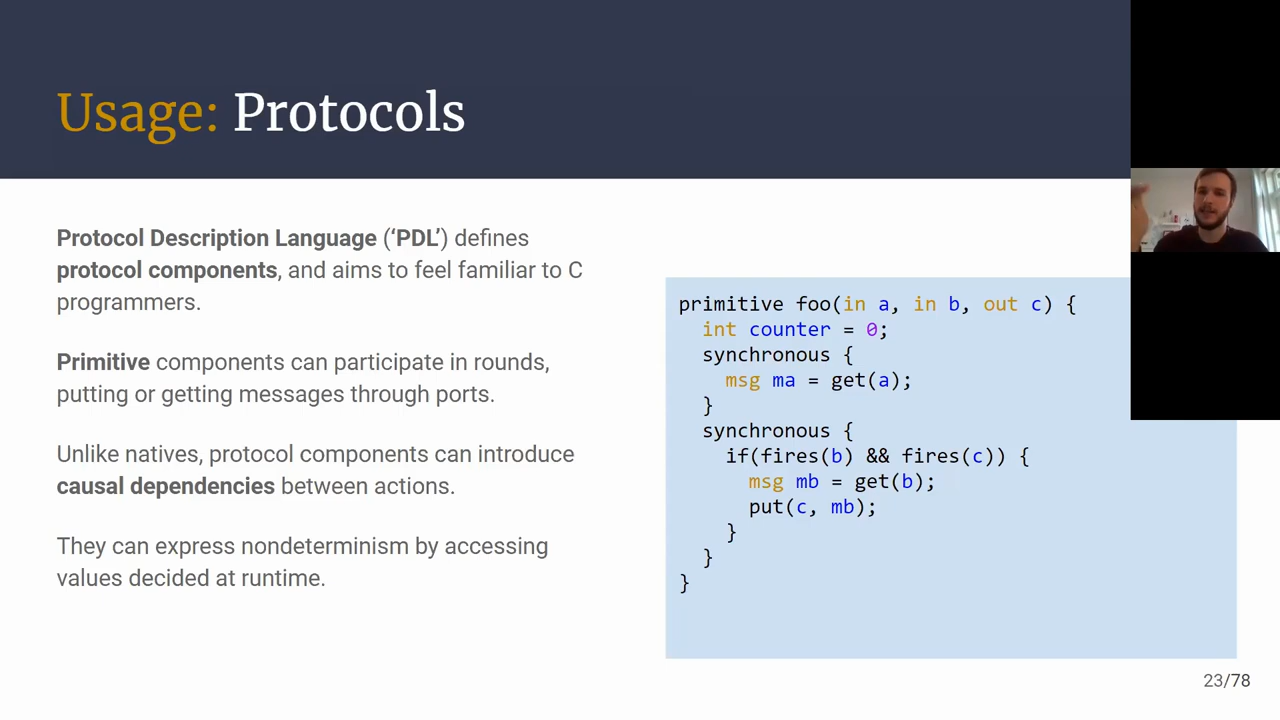 Usage: Protocols
Protocol Description Language (‘PDL’) defines
protocol components, and aims to feel familiar to C
programmers.
Primitive components can participate in rounds,
putting or getting messages through ports.
Unlike natives, protocol components can introduce
causal dependencies between actions.
They can express nondeterminism by accessing
values decided at runtime.
primitive foo(in a, in b, out c) {
  int counter = 0;
  synchronous {
    msg ma = get(a);
  }
  synchronous {
    if(fires(b) && fires(c)) {
      msg mb = get(b);
      put(c, mb);
    }
  }
}
23/78